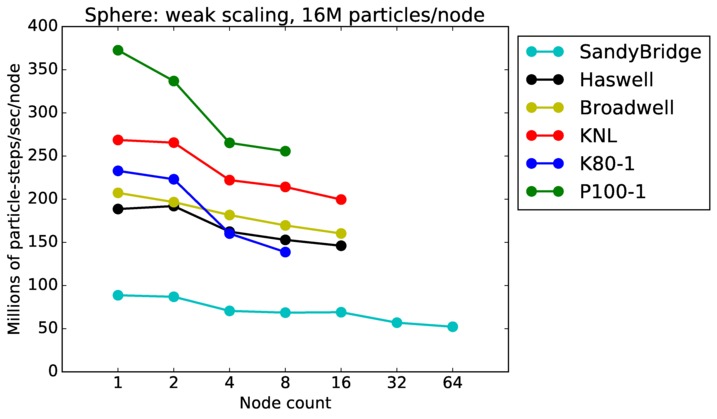 Sphere: weak scaling, 16M particles/node
Millions of particle-steps/sec/node
400
350
300
250
200
150
100
50
0
1 2 4 8 16 32 64
Node count
SandyBridge
Haswell
Broadwell
KNL
K80-1
P100-1